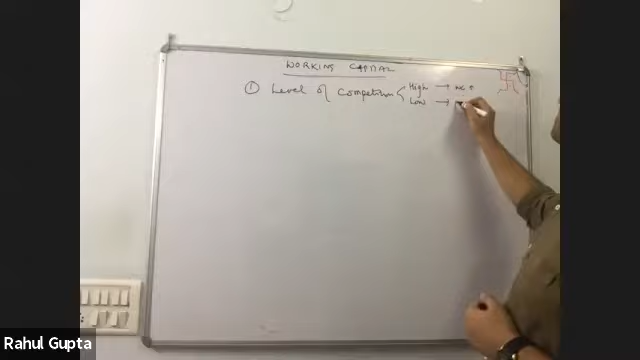 WORKING CAPITAL
① Level of Competition High → WC ↑
Low →
Rahul Gupta